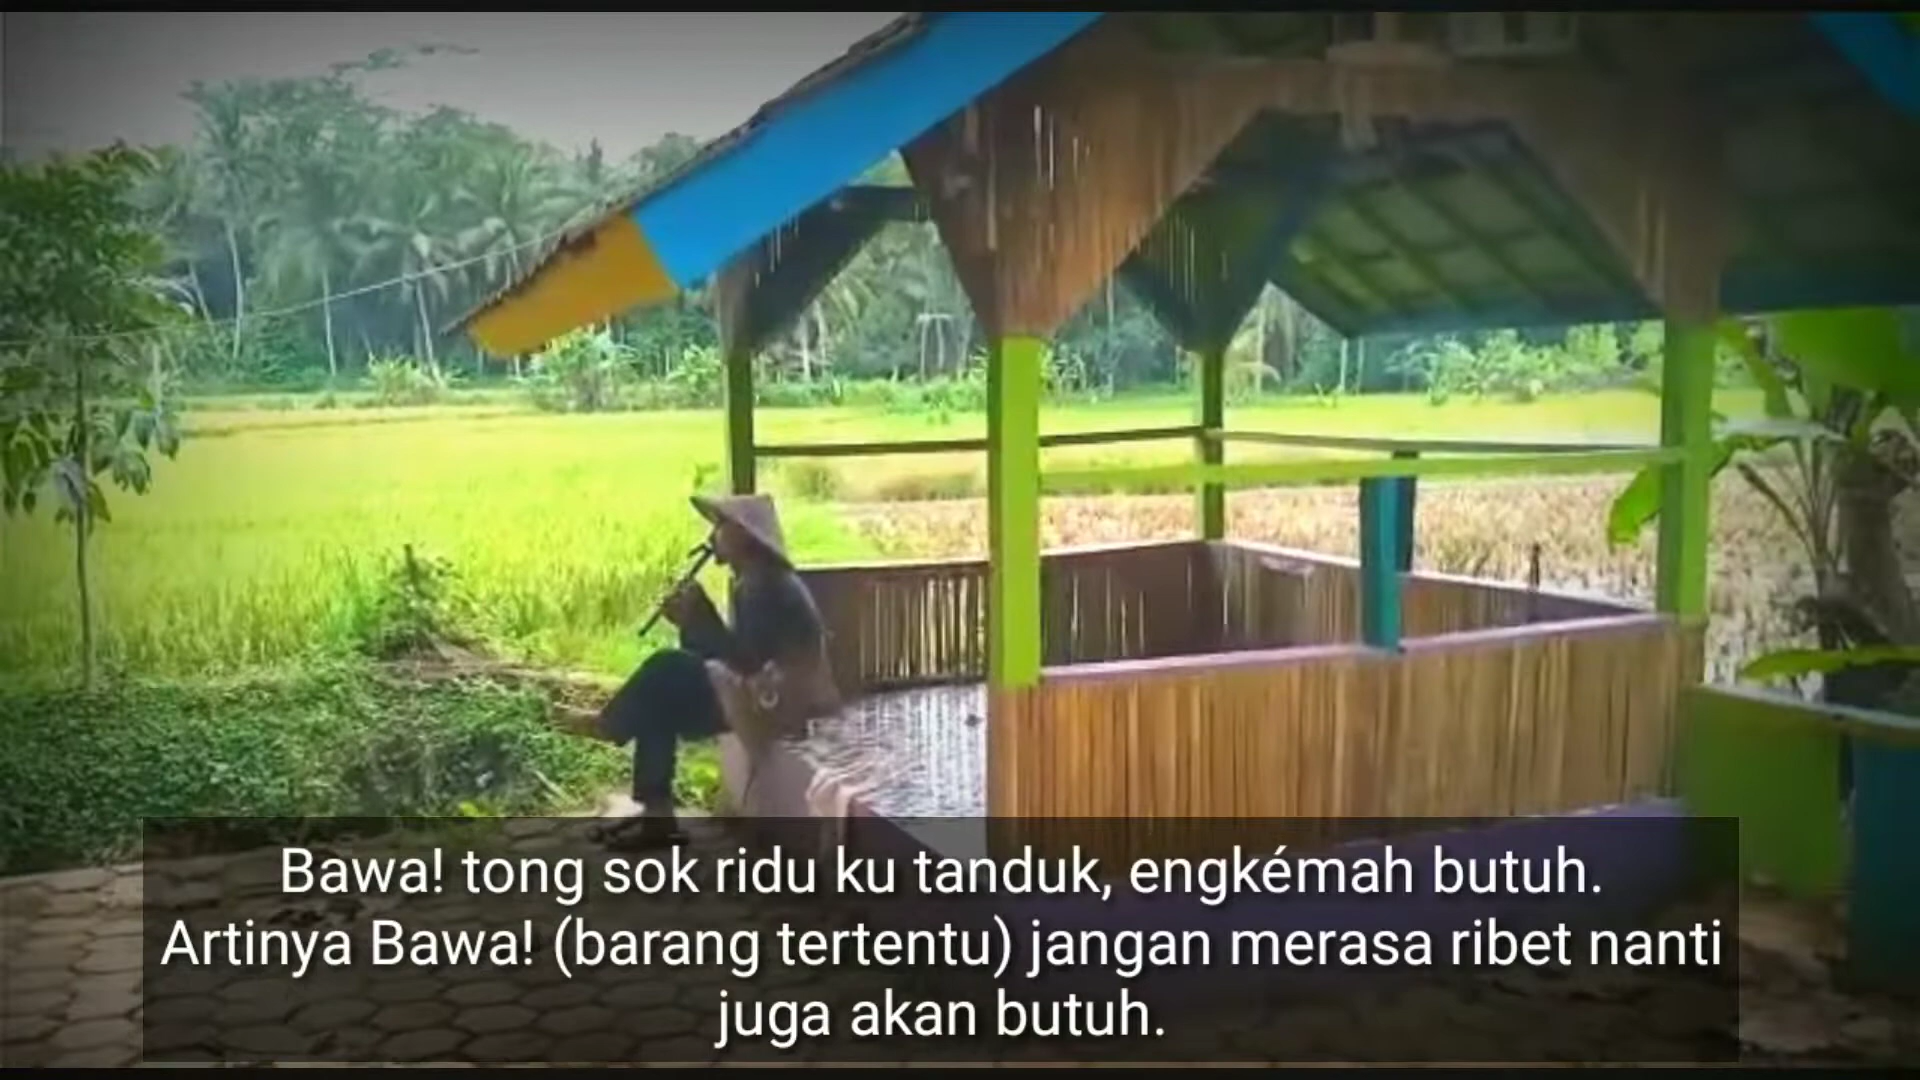 Bawa! tong sok ridu ku tanduk, engkémah butuh.
Artinya Bawa! (barang tertentu) jangan merasa ribet nanti
juga akan butuh.